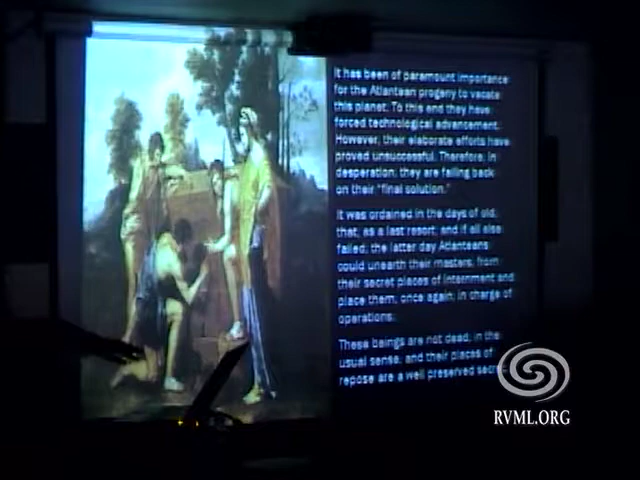 It has been of paramount importance
for the Atlantean progeny to vacate
this planet. To this end they have
forced technological advancement.
However, their elaborate efforts have
proved unsuccessful. Therefore, in
desperation, they are falling back
on their "final solution."
It was ordained in the days of old,
that, as a last resort, and if all else
failed, the latter day Atlanteans
could unearth their masters, from
their secret places of internment and
place them, once again, in charge of
operations.
These beings are not dead, in the
usual sense, and their places of
repose are a well preserved
RVML.ORG